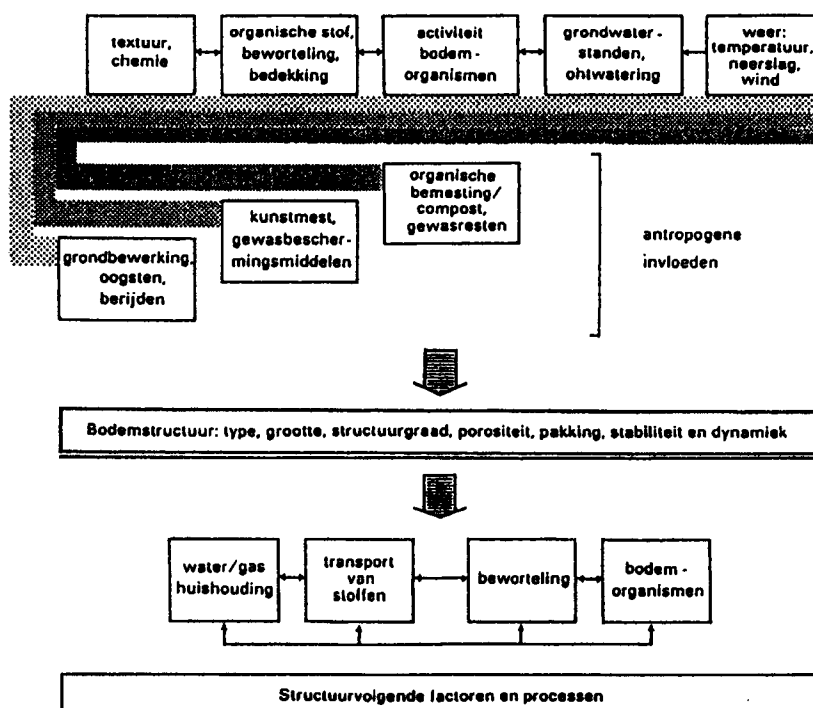 textuur,
chemie
organische stof,
beworteling,
bedekking
activiteit
bodem-
organismen
grondwater-
standen,
ohtwatering
weer:
temperatuur,
neerslag,
wind
organische
bemesting/
compost,
gewasresten
kunstmest,
gewasbescher-
mingsmiddelen
grondbewerking,
oogsten,
berijden
antropogene
invloeden
Bodemstructuur: type, grootte, structuurgraad, porositeit, pakking, stabiliteit en dynamiek
water/gas
huishouding
transport
van
stoffen
beworteling
bodem-
organismen
Structuurvolgende factoren en processen